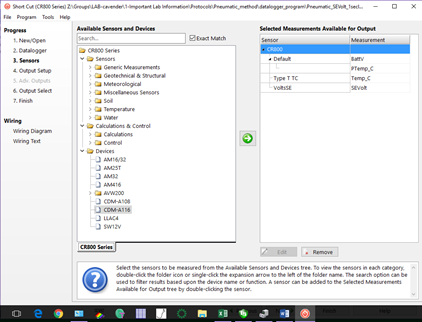 Short Cut (CR800 Series) Z:\Groups\LAB-cavender\1-Important Lab Information\Protocols\Pneumatic_method\datalogger_program\Pneumatic_SEVolt_1secl
File Program Tools Help
Progress
1. New/Open
2. Datalogger
3. Sensors
4. Output Setup
5. Adv. Outputs
6. Output Select
7. Finish
Wiring
Wiring Diagram
Wiring Text
Available Sensors and Devices
Search...
Exact Match
CR800 Series
Sensors
Generic Measurements
Geotechnical & Structural
Meteorological
Miscellaneous Sensors
Soil
Temperature
Water
Calculations & Control
Calculations
Control
Devices
AM16/32
AM25T
AM32
AM416
AVW200
CDM-A108
CDM-A116
LLAC4
SW12V
CR800 Series
Selected Measurements Available for Output
Sensor Measurement
CR800
Default BattV
PTemp_C
Type T TC Temp_C
VoltsSE SEVolt
Edit Remove
Select the sensors to be measured from the Available Sensors and Devices tree. To view the sensors in each category,
double-click the folder icon or single-click the expansion arrow to the left of the folder name. The search option can be
used to filter results based upon the device name or function. A sensor can be added to the Selected Measurements
Available for Output tree by double-clicking the sensor.